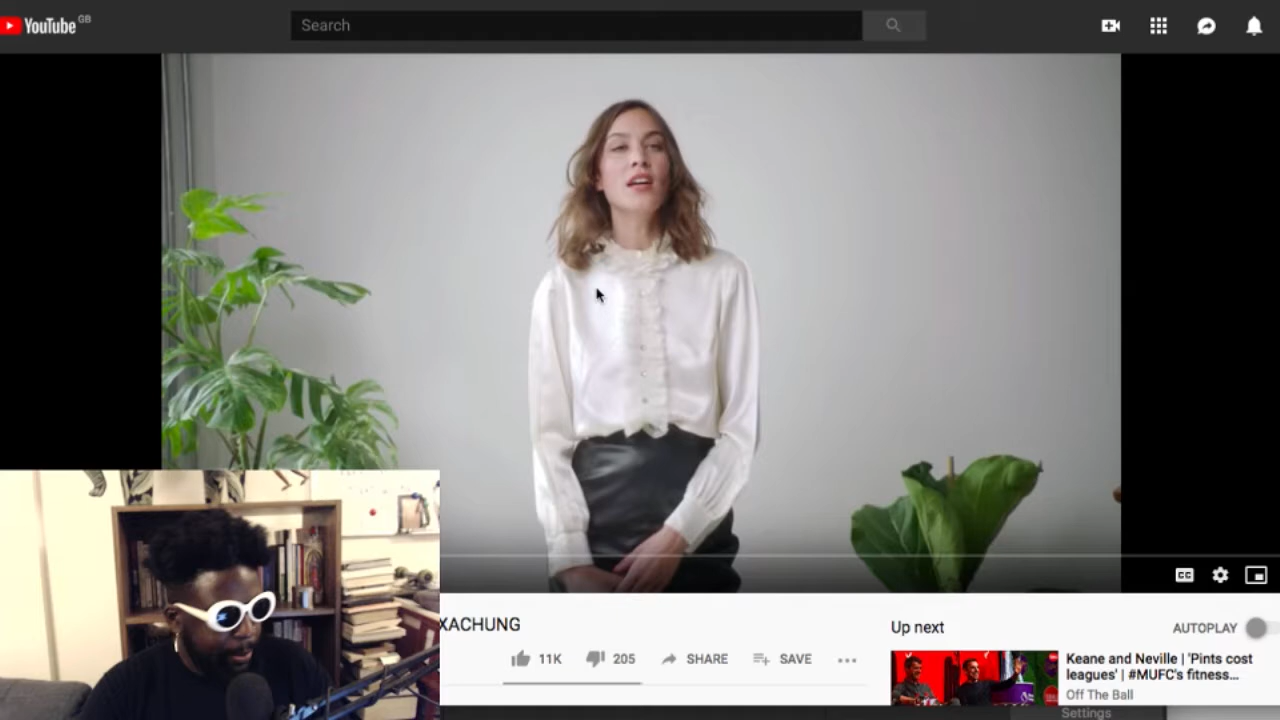 YouTube GB
Search
XACHUNG
11K
205
SHARE
SAVE
Up next
AUTOPLAY
Keane and Neville | 'Pints cost
leagues' | #MUFC's fitness...
Off The Ball
Settings
CC